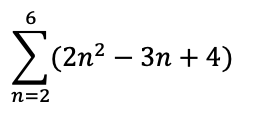 6
∑(2n² − 3n + 4)
n=2